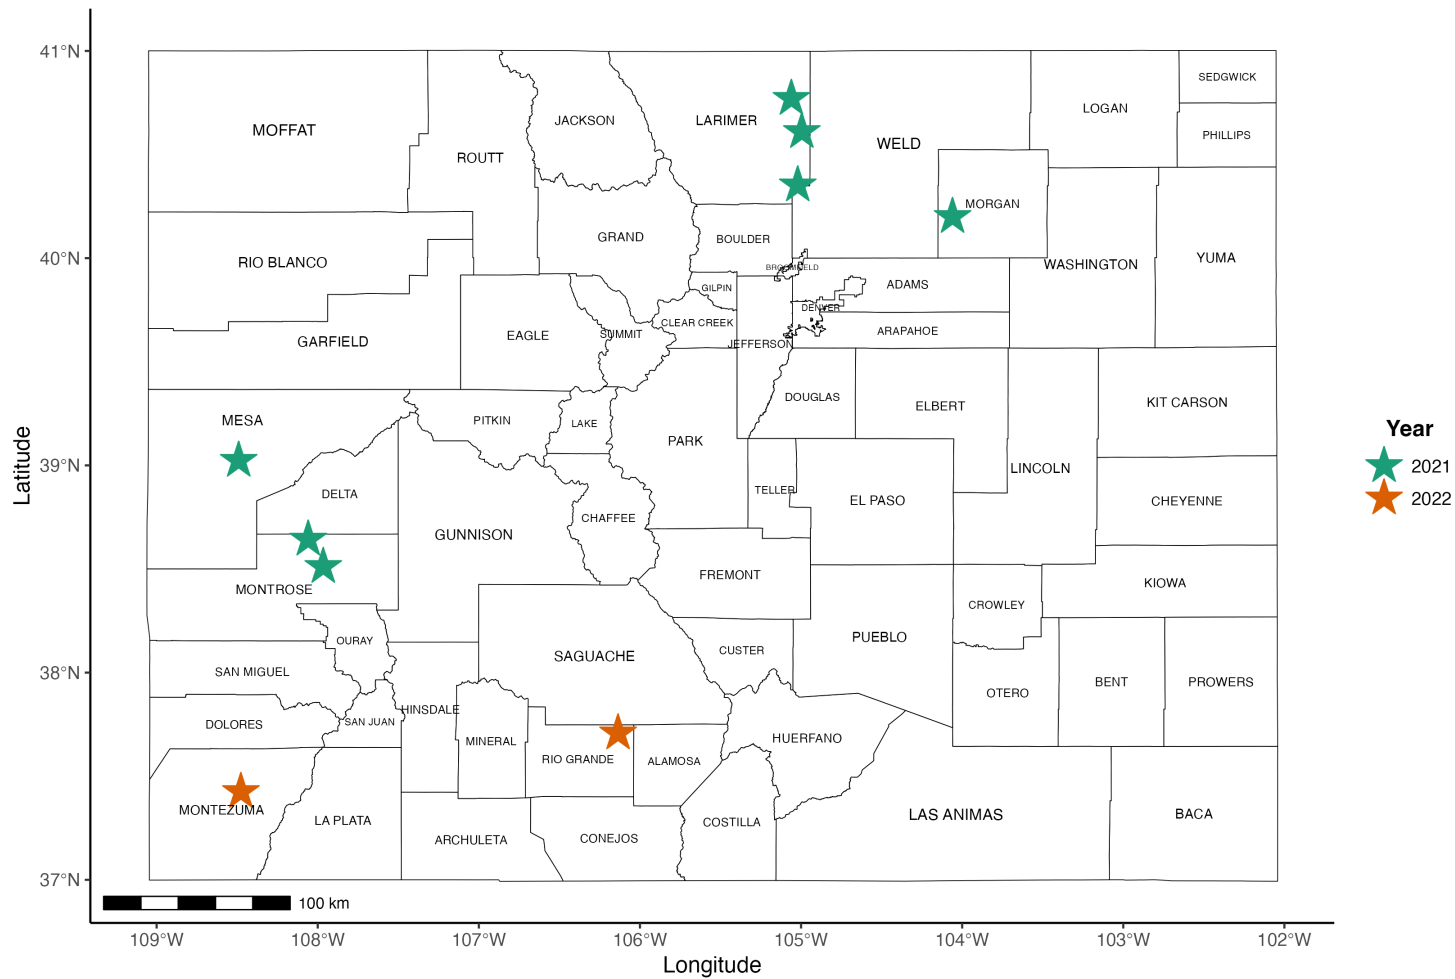 41°N
40°N
39°N
38°N
37°N
Latitude
MOFFAT
ROUTT
JACKSON
LARIMER
WELD
LOGAN
SEDGWICK
PHILLIPS
MORGAN
RIO BLANCO
GRAND
BOULDER
BROOMFIELD
WASHINGTON
YUMA
GARFIELD
EAGLE
SUMMIT
GILPIN
CLEAR CREEK
JEFFERSON
ADAMS
DENVER
ARAPAHOE
MESA
PITKIN
LAKE
PARK
DOUGLAS
ELBERT
KIT CARSON
DELTA
GUNNISON
CHAFFEE
TELLER
EL PASO
LINCOLN
CHEYENNE
MONTROSE
FREMONT
CROWLEY
KIOWA
OURAY
SAGUACHE
CUSTER
PUEBLO
SAN MIGUEL
OTERO
BENT
PROWERS
DOLORES
SAN JUAN
HINSDALE
MINERAL
RIO GRANDE
ALAMOSA
HUERFANO
MONTEZUMA
LA PLATA
ARCHULETA
CONEJOS
COSTILLA
LAS ANIMAS
BACA
100 km
109°W
108°W
107°W
106°W
105°W
104°W
103°W
102°W
Longitude
Year
2021
2022